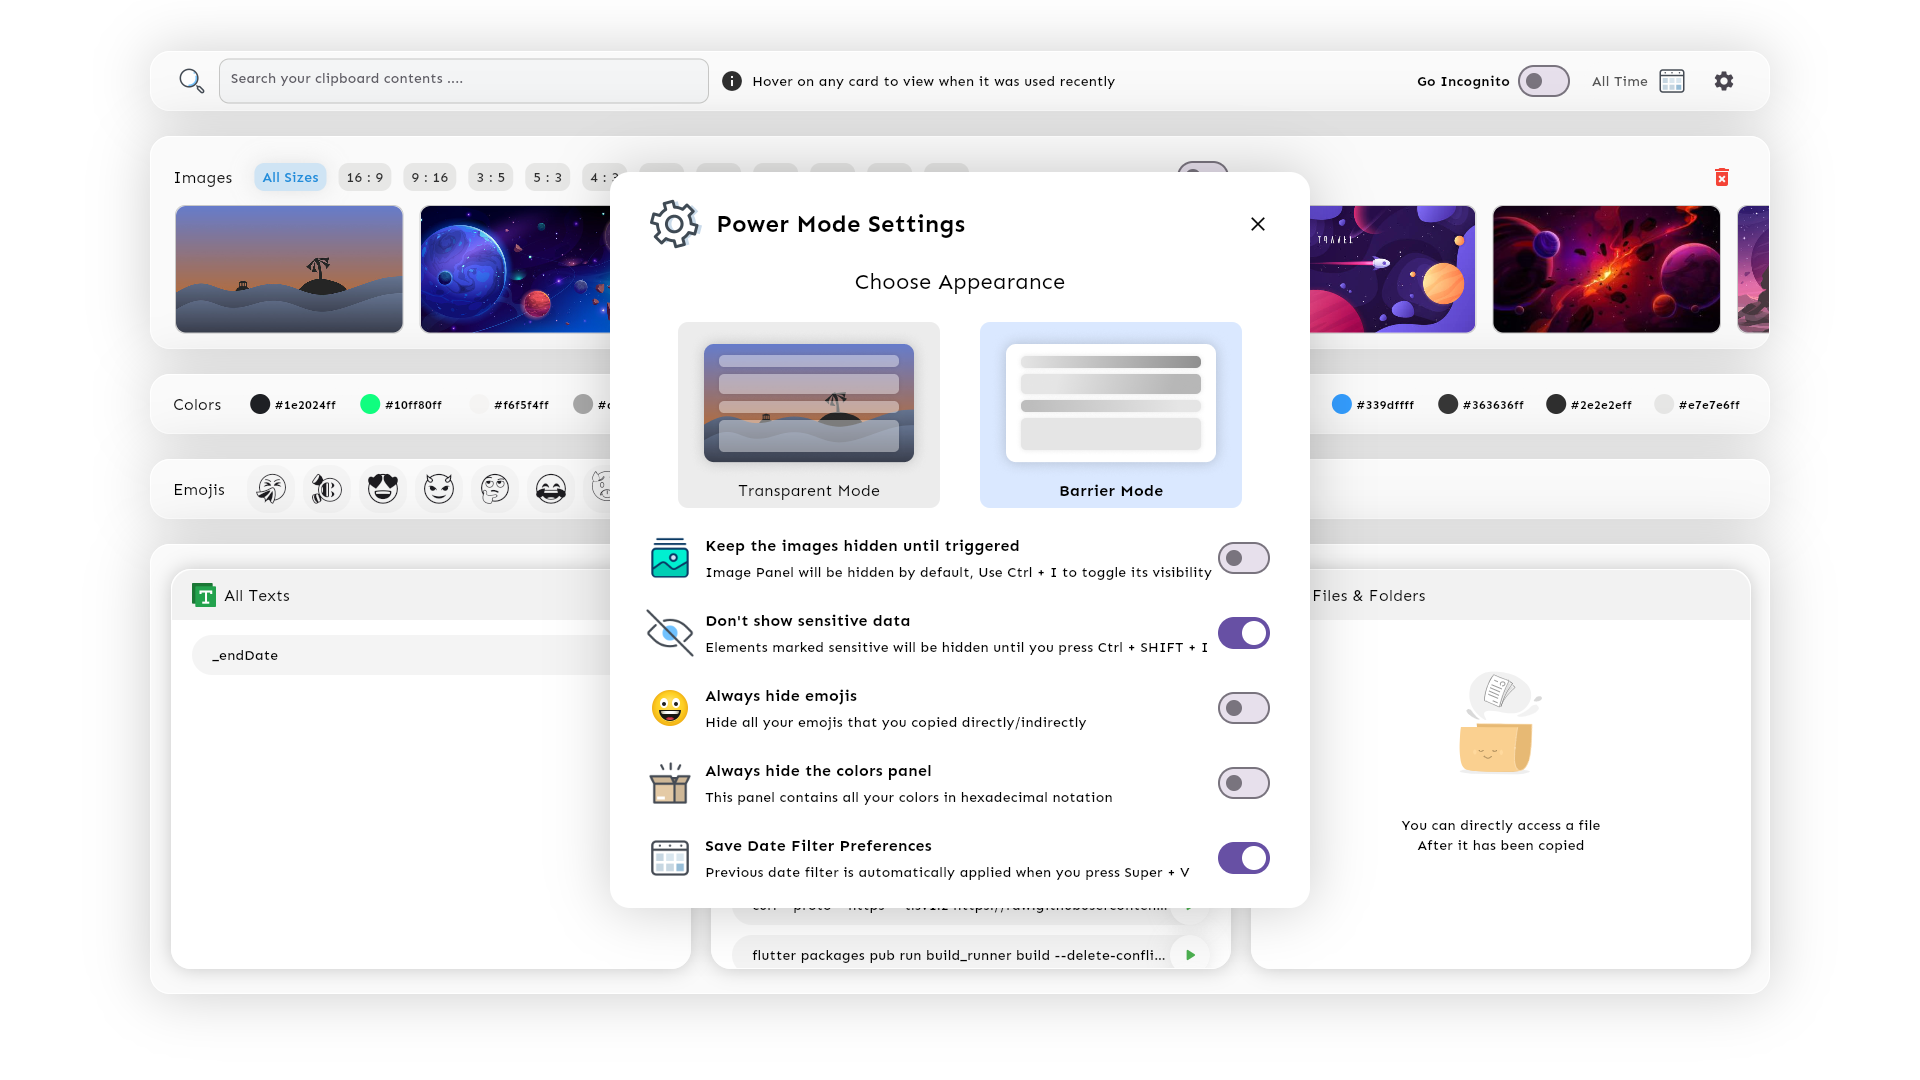 Search your clipboard contents ....
Hover on any card to view when it was used recently
Go Incognito
All Time
Images
All Sizes
16 : 9
9 : 16
3 : 5
5 : 3
TRAVEL
Power Mode Settings
Choose Appearance
Transparent Mode
Barrier Mode
Colors
#1e2024ff
#10ff80ff
#f6f5f4ff
#339dffff
#363636ff
#2e2e2eff
#e7e7e6ff
Emojis
Keep the images hidden until triggered
Image Panel will be hidden by default, Use Ctrl + I to toggle its visibility
Don't show sensitive data
Elements marked sensitive will be hidden until you press Ctrl + SHIFT + I
Always hide emojis
Hide all your emojis that you copied directly/indirectly
Always hide the colors panel
This panel contains all your colors in hexadecimal notation
Save Date Filter Preferences
Previous date filter is automatically applied when you press Super + V
All Texts
_endDate
Files & Folders
You can directly access a file
After it has been copied
flutter packages pub run build_runner build --delete-confli...